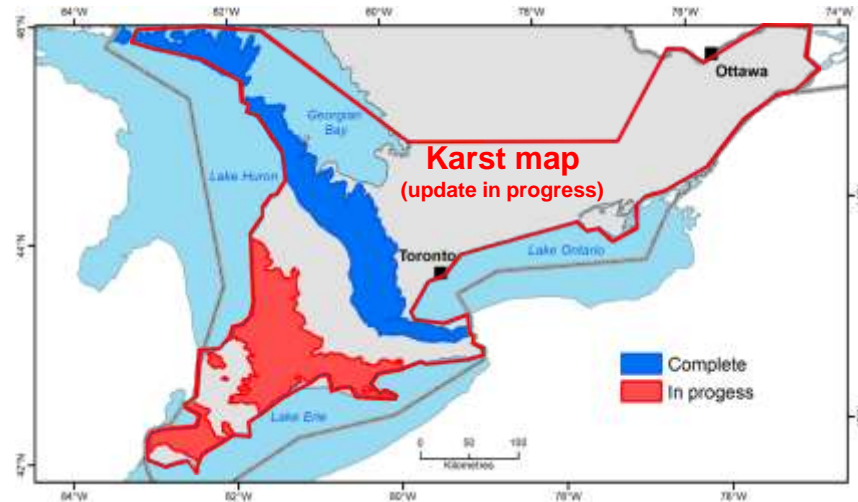 84°W 82°W 80°W 78°W 76°W 74°W
46°N
Ottawa
Georgian
Bay
Karst map
(update in progress)
Lake Huron
44°N
Toronto
Lake Ontario
Complete
In progess
Lake Erie
0 50 100
Kilometres
42°N
84°W 82°W 80°W 78°W 76°W